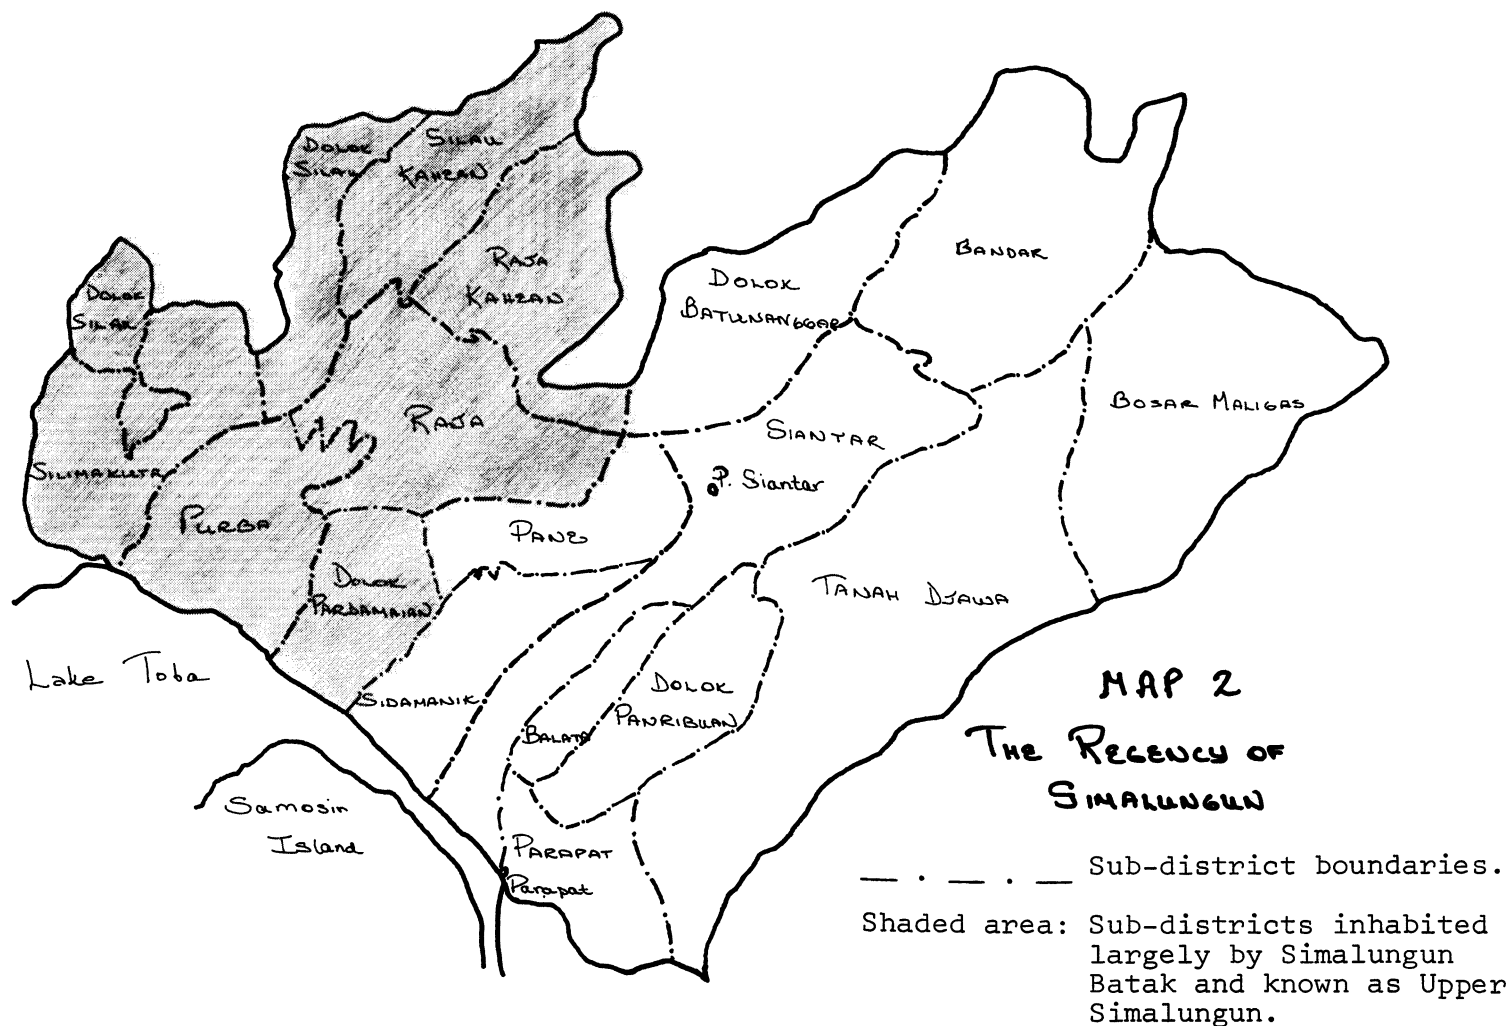 DOLOK
SILAU
SILAU
KAHEAN
RAJA
KAHEAN
DOLOK
SILAU
SILIMAKUTA
PURBA
RAJA
DOLOK
PARDAMAIAN
PANE
SIDAMANIK
DOLOK
BATUNANGGAR
BANDAR
BOSAR MALIGAS
SIANTAR
P. Siantar
TANAH DJAWA
DOLOK
PANRIBUAN
BALATA
PARAPAT
Parapat
Lake Toba
Samosir
Island
MAP 2
THE REGENCY OF
SIMALUNGUN
Sub-district boundaries.
Shaded area: Sub-districts inhabited
largely by Simalungun
Batak and known as Upper
Simalungun.